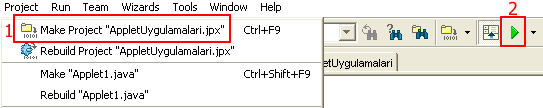 Project Run Team Wizards Tools Window Help
2
1 Make Project "AppletUygulamalari.jpx" Ctrl+F9
Rebuild Project "AppletUygulamalari.jpx"
letUygulamalari
Make "Applet1.java" Ctrl+Shift+F9
Rebuild "Applet1.java"